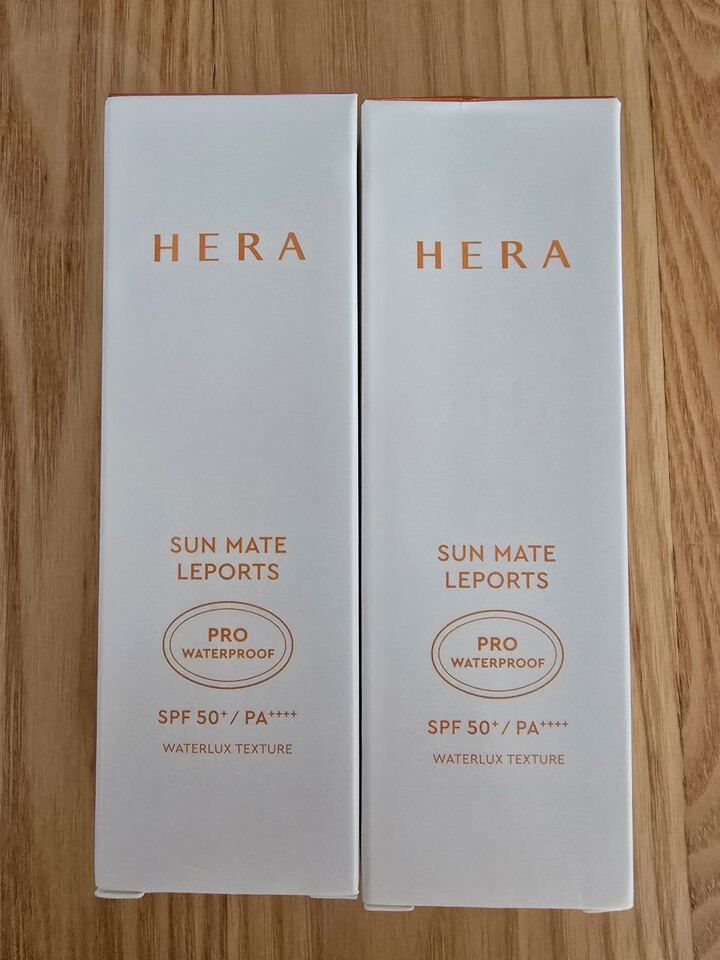 HERA
SUN MATE
LEPORTS
PRO
WATERPROOF
SPF 50+ / PA++++
WATERLUX TEXTURE
HERA
SUN MATE
LEPORTS
PRO
WATERPROOF
SPF 50+ / PA++++
WATERLUX TEXTURE